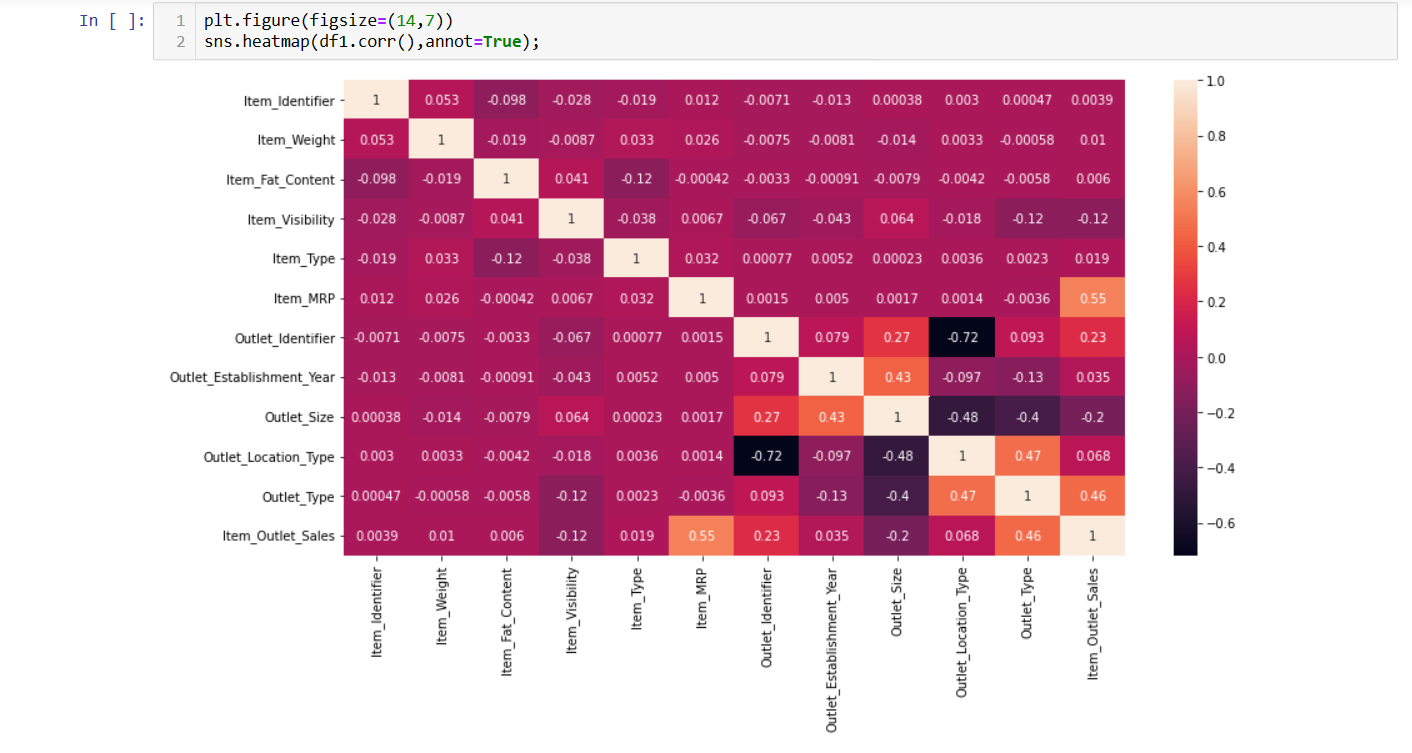 In [ ]:
1 plt.figure(figsize=(14,7))
2 sns.heatmap(df1.corr(),annot=True);
Item_Identifier 1 0.053 -0.098 -0.028 -0.019 0.012 -0.0071 -0.013 0.00038 0.003 0.00047 0.0039
Item_Weight 0.053 1 -0.019 -0.0087 0.033 0.026 -0.0075 -0.0081 -0.014 0.0033 -0.00058 0.01
Item_Fat_Content -0.098 -0.019 1 0.041 -0.12 -0.00042 -0.0033 -0.00091 -0.0079 -0.0042 -0.0058 0.006
Item_Visibility -0.028 -0.0087 0.041 1 -0.038 0.0067 -0.067 -0.043 0.064 -0.018 -0.12 -0.12
Item_Type -0.019 0.033 -0.12 -0.038 1 0.032 0.00077 0.0052 0.00023 0.0036 0.0023 0.019
Item_MRP 0.012 0.026 -0.00042 0.0067 0.032 1 0.0015 0.005 0.0017 0.0014 -0.0036 0.55
Outlet_Identifier -0.0071 -0.0075 -0.0033 -0.067 0.00077 0.0015 1 0.079 0.27 -0.72 0.093 0.23
Outlet_Establishment_Year -0.013 -0.0081 -0.00091 -0.043 0.0052 0.005 0.079 1 0.43 -0.097 -0.13 0.035
Outlet_Size 0.00038 -0.014 -0.0079 0.064 0.00023 0.0017 0.27 0.43 1 -0.48 -0.4 -0.2
Outlet_Location_Type 0.003 0.0033 -0.0042 -0.018 0.0036 0.0014 -0.72 -0.097 -0.48 1 0.47 0.068
Outlet_Type 0.00047 -0.00058 -0.0058 -0.12 0.0023 -0.0036 0.093 -0.13 -0.4 0.47 1 0.46
Item_Outlet_Sales 0.0039 0.01 0.006 -0.12 0.019 0.55 0.23 0.035 -0.2 0.068 0.46 1
Item_Identifier
Item_Weight
Item_Fat_Content
Item_Visibility
Item_Type
Item_MRP
Outlet_Identifier
Outlet_Establishment_Year
Outlet_Size
Outlet_Location_Type
Outlet_Type
Item_Outlet_Sales
1.0
0.8
0.6
0.4
0.2
0.0
−0.2
−0.4
−0.6